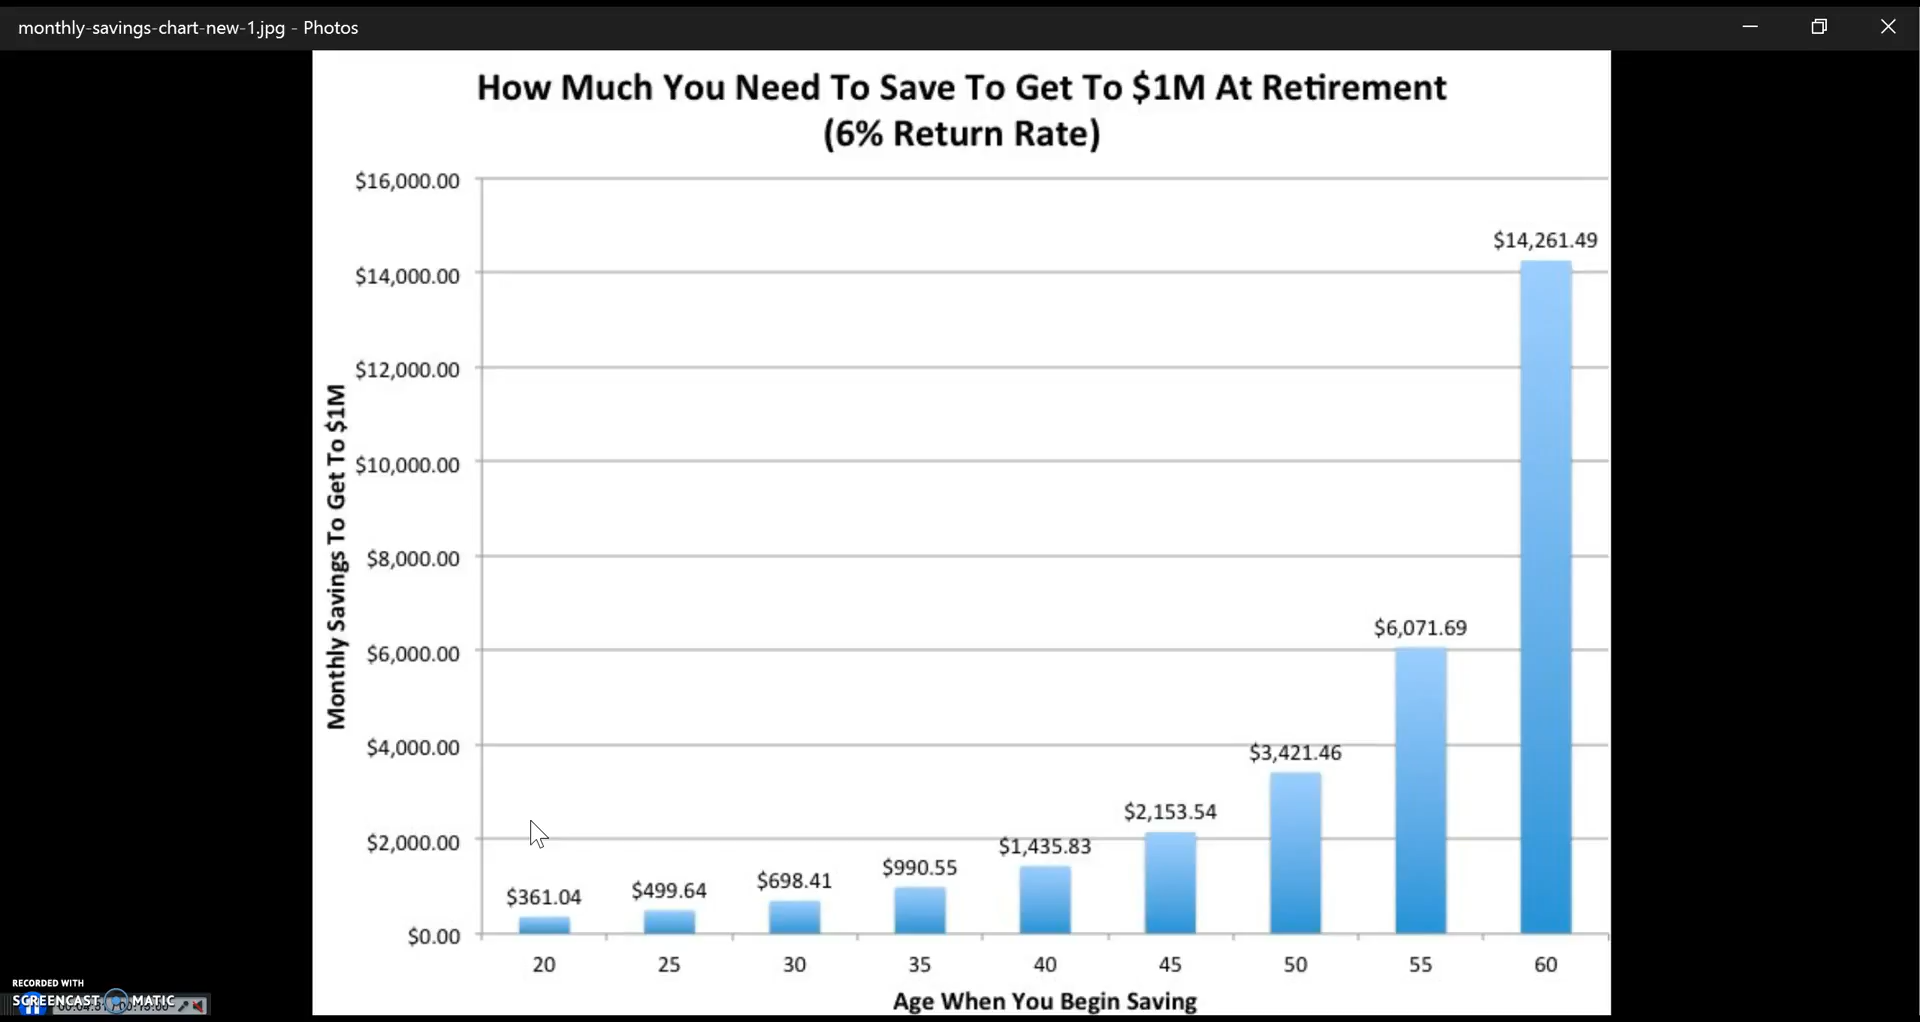 monthly-savings-chart-new-1.jpg - Photos
How Much You Need To Save To Get To $1M At Retirement
(6% Return Rate)
Monthly Savings To Get To $1M
$16,000.00
$14,000.00
$12,000.00
$10,000.00
$8,000.00
$6,000.00
$4,000.00
$2,000.00
$0.00
$361.04
$499.64
$698.41
$990.55
$1,435.83
$2,153.54
$3,421.46
$6,071.69
$14,261.49
20 25 30 35 40 45 50 55 60
Age When You Begin Saving
RECORDED WITH
SCREENCAST MATIC